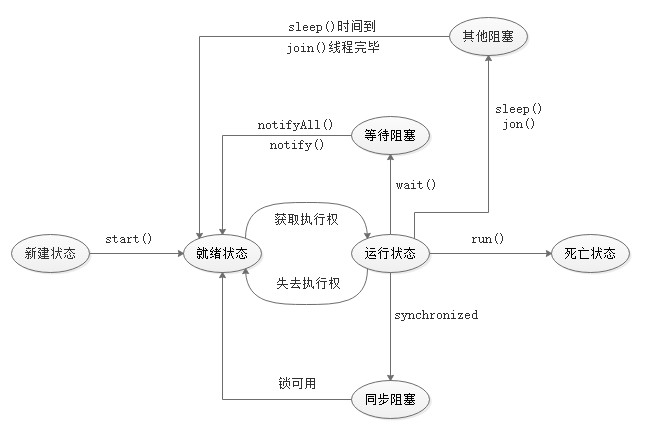 sleep()时间到
join()线程完毕
其他阻塞
sleep()
jon()
notifyAll()
notify()
等待阻塞
wait()
获取执行权
新建状态
start()
就绪状态
运行状态
run()
死亡状态
失去执行权
synchronized
锁可用
同步阻塞